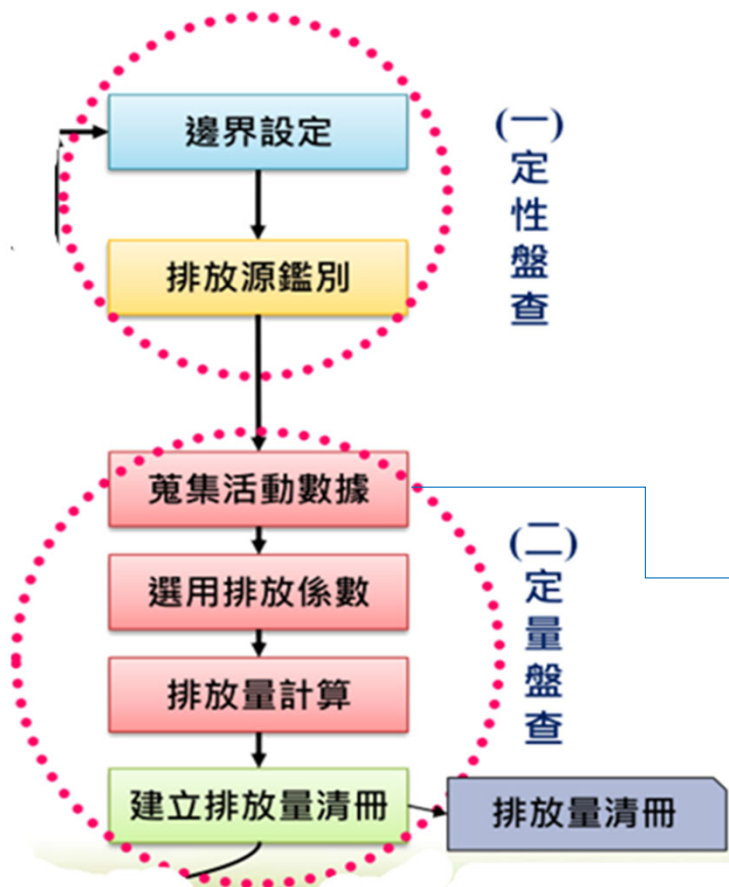 邊界設定
排放源鑑別
(一)定性盤查
蒐集活動數據
選用排放係數
排放量計算
建立排放量清冊
(二)定量盤查
排放量清冊